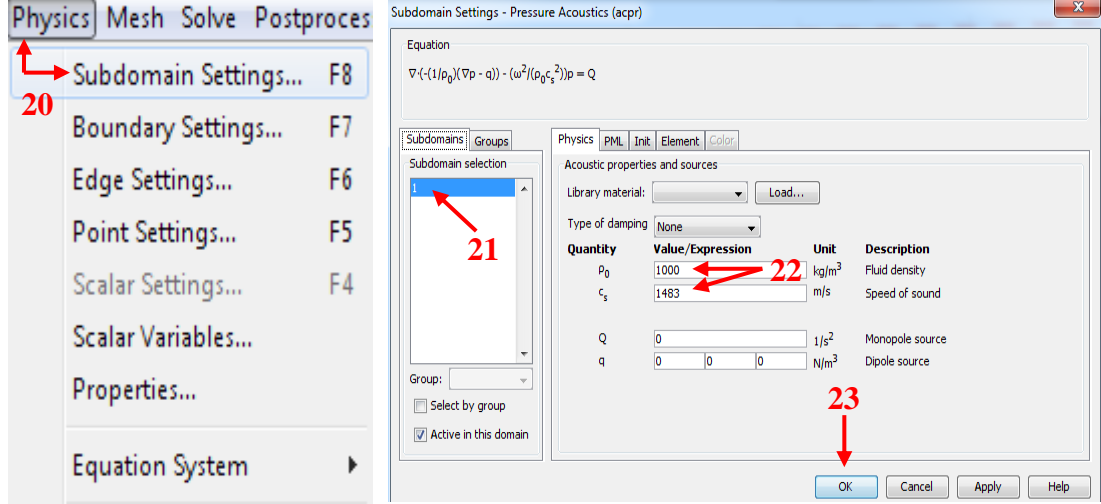 Physics Mesh Solve Postproces
Subdomain Settings... F8
20
Boundary Settings... F7
Edge Settings... F6
Point Settings... F5
Scalar Settings... F4
Scalar Variables...
Properties...
Equation System
Subdomain Settings - Pressure Acoustics (acpr)
x
Equation
∇·(-(1/ρ₀)(∇p - q)) - (ω²/(ρ₀cₛ²))p = Q
Subdomains Groups
Subdomain selection
1
21
Group:
Select by group
Active in this domain
Physics PML Init Element Color
Acoustic properties and sources
Library material: Load...
Type of damping None
Quantity Value/Expression Unit Description
ρ₀ 1000 kg/m³ Fluid density
22
cₛ 1483 m/s Speed of sound
Q 0 1/s² Monopole source
q 0 0 0 N/m³ Dipole source
23
OK Cancel Apply Help